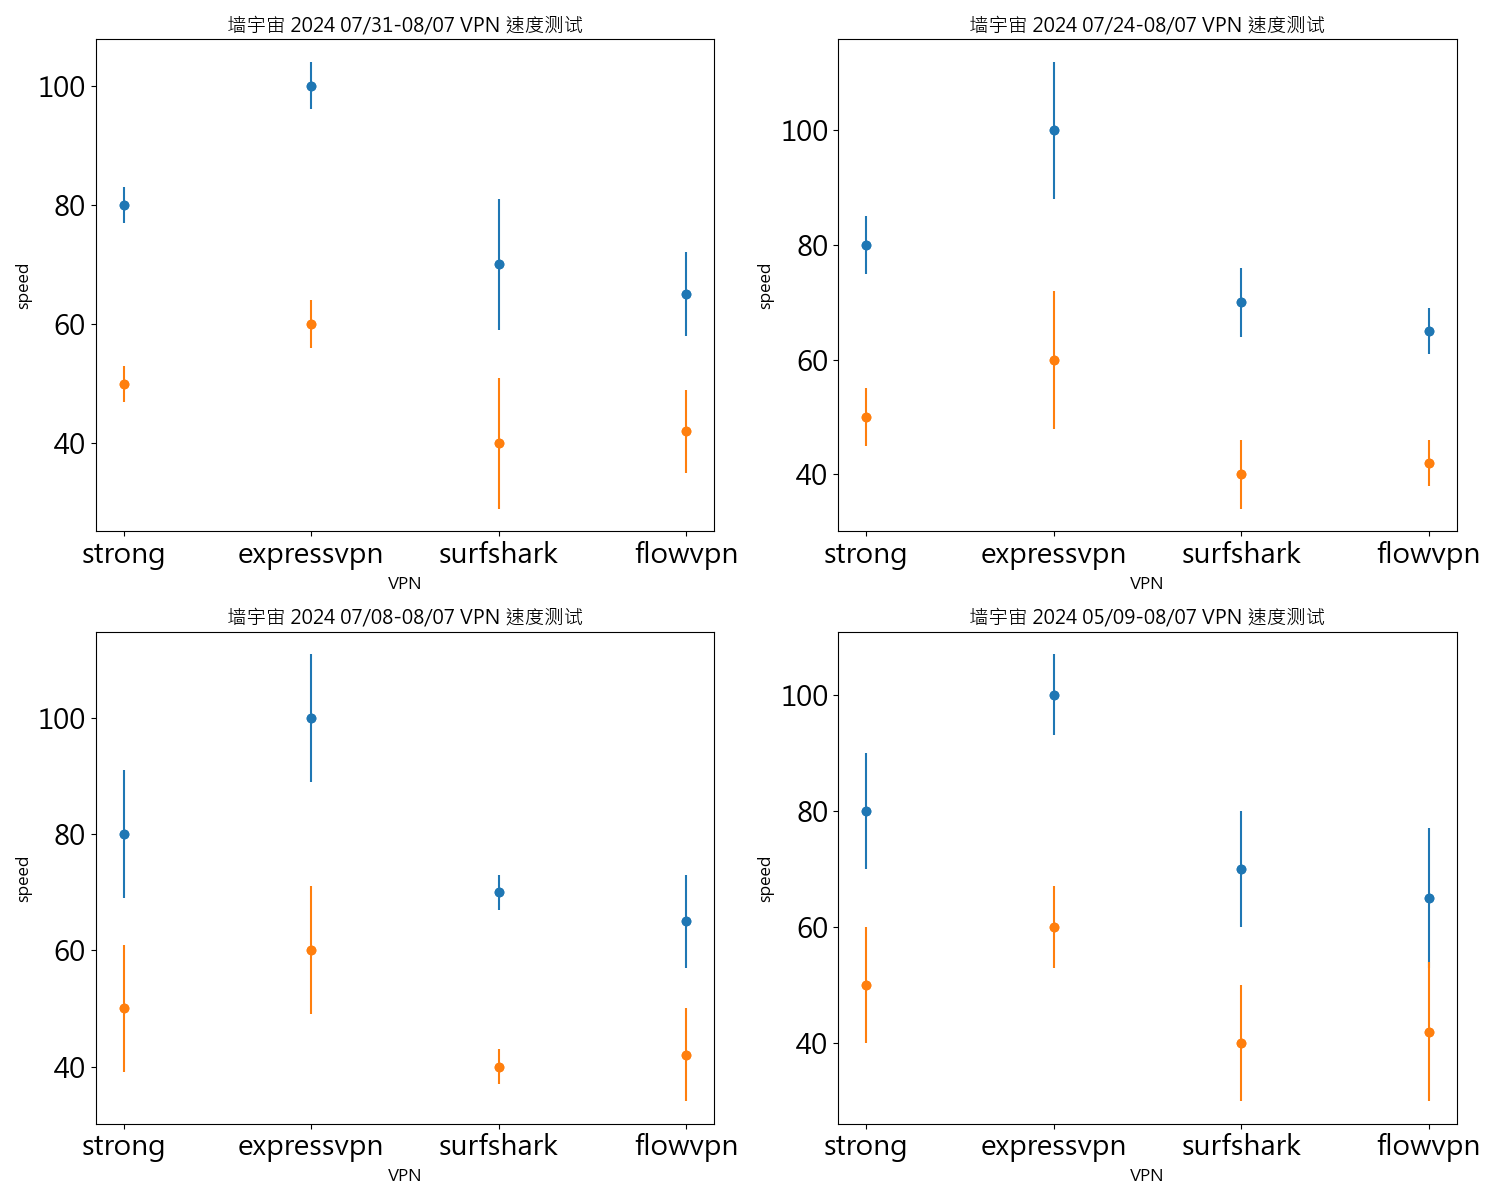 墙宇宙 2024 07/31-08/07 VPN 速度测试
100
80
60
40
speed
strong expressvpn surfshark flowvpn
VPN
墙宇宙 2024 07/24-08/07 VPN 速度测试
100
80
60
40
speed
strong expressvpn surfshark flowvpn
VPN
墙宇宙 2024 07/08-08/07 VPN 速度测试
100
80
60
40
speed
strong expressvpn surfshark flowvpn
VPN
墙宇宙 2024 05/09-08/07 VPN 速度测试
100
80
60
40
speed
strong expressvpn surfshark flowvpn
VPN